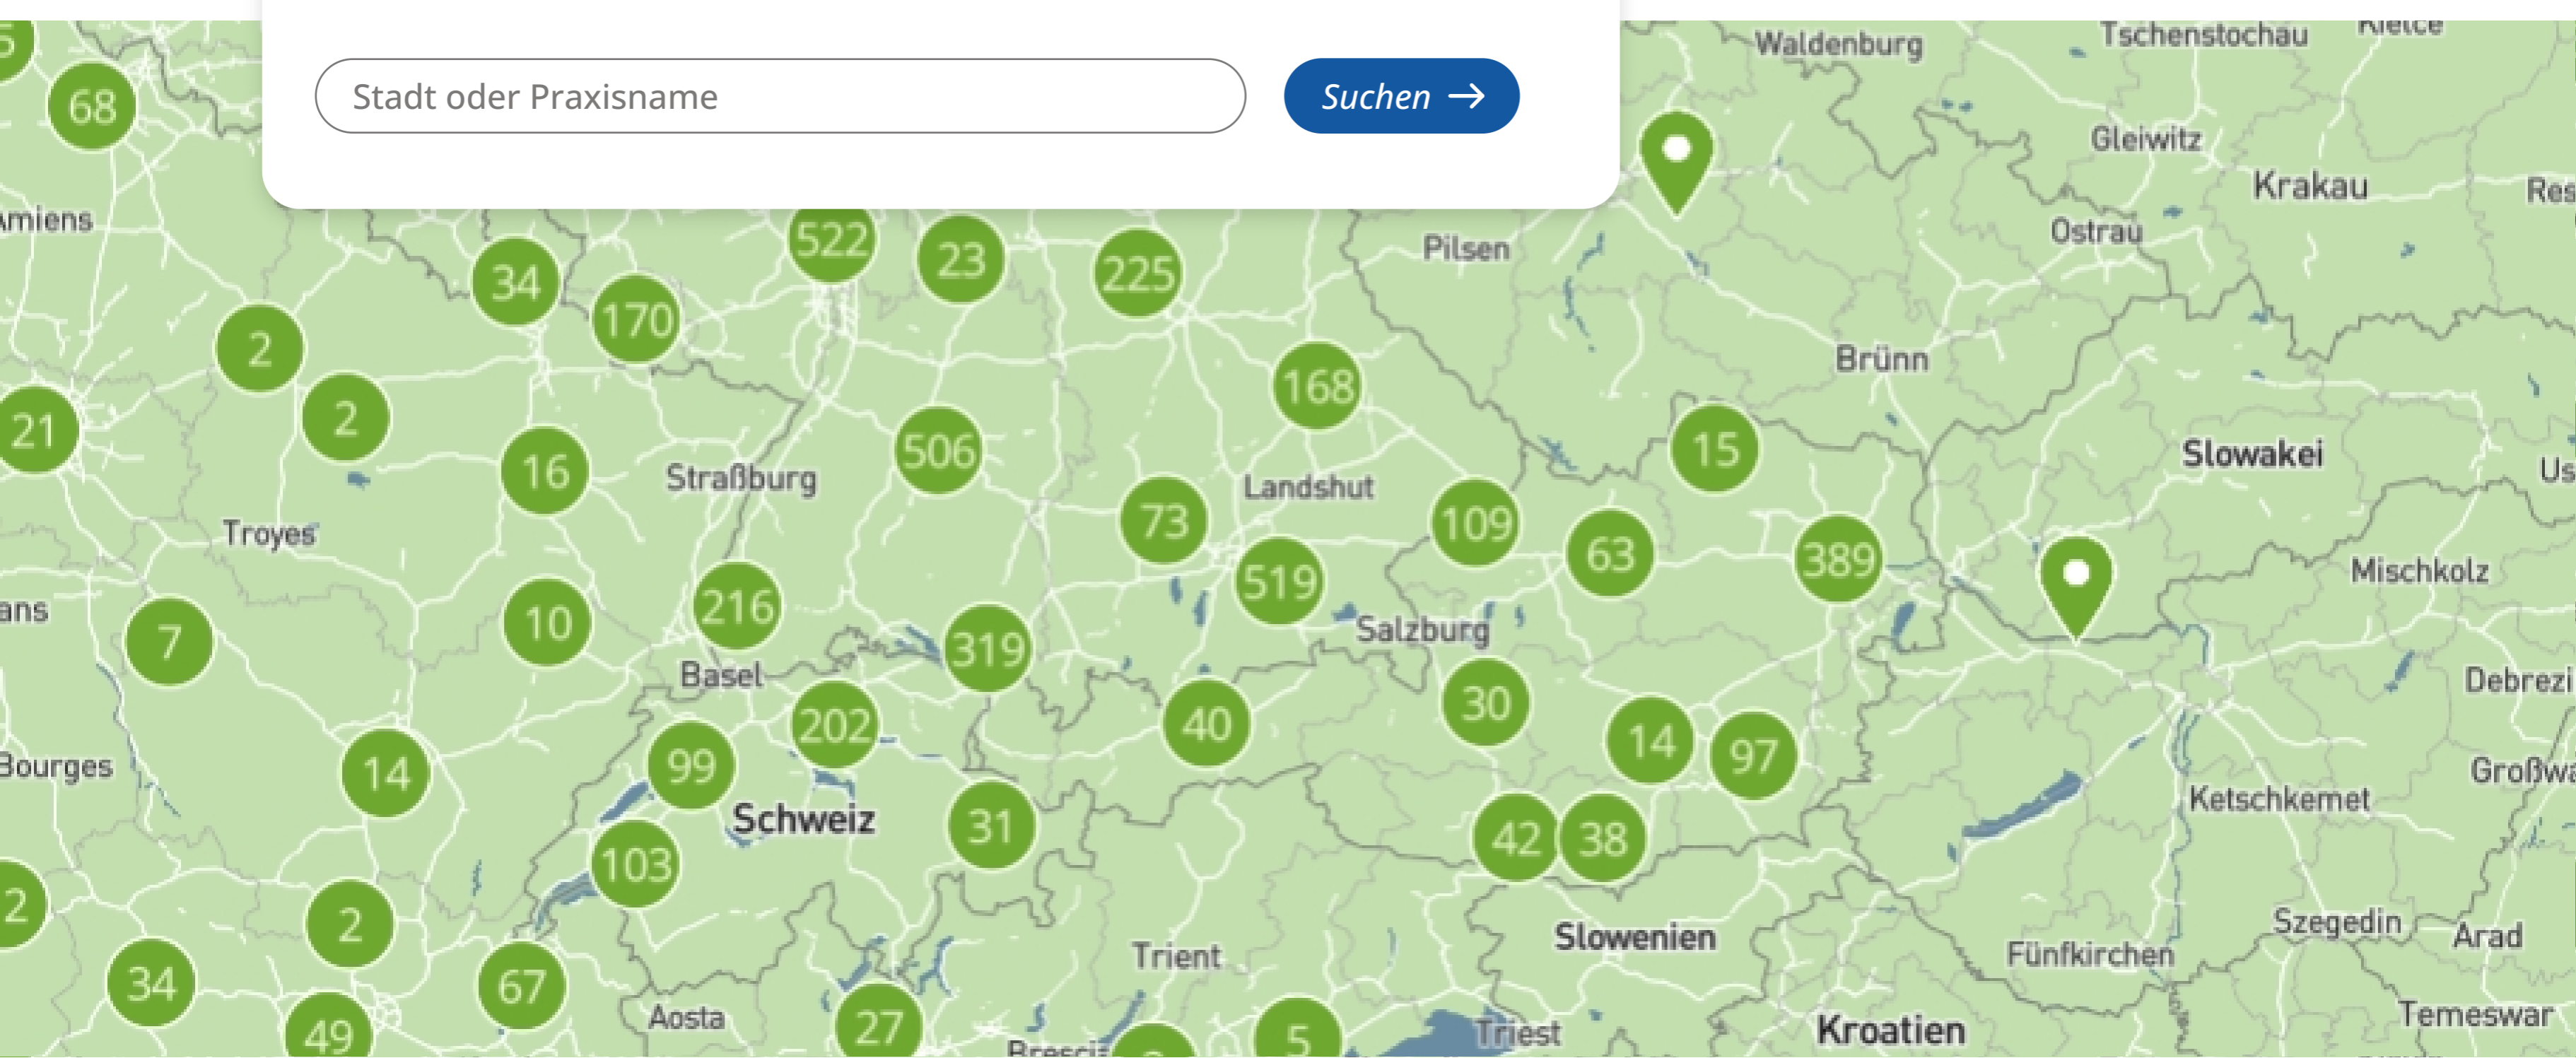 Stadt oder Praxisname
Suchen →
Waldenburg
Tschenstochau
Kielce
68
Gleiwitz
Krakau
Amiens
Ostrau
522
23
Pilsen
225
34
170
2
Brünn
168
2
21
506
15
Slowakei
16
Straßburg
Landshut
73
109
Troyes
63
389
519
Mischkolz
216
ans
10
7
Salzburg
319
Basel
Debrezi
30
202
40
14
97
99
Bourges
14
Ketschkemet
Schweiz
31
42
38
103
2
2
Szegedin
Arad
Slowenien
Fünfkirchen
Trient
34
67
Temeswar
Aosta
27
Kroatien
Triest
49
5